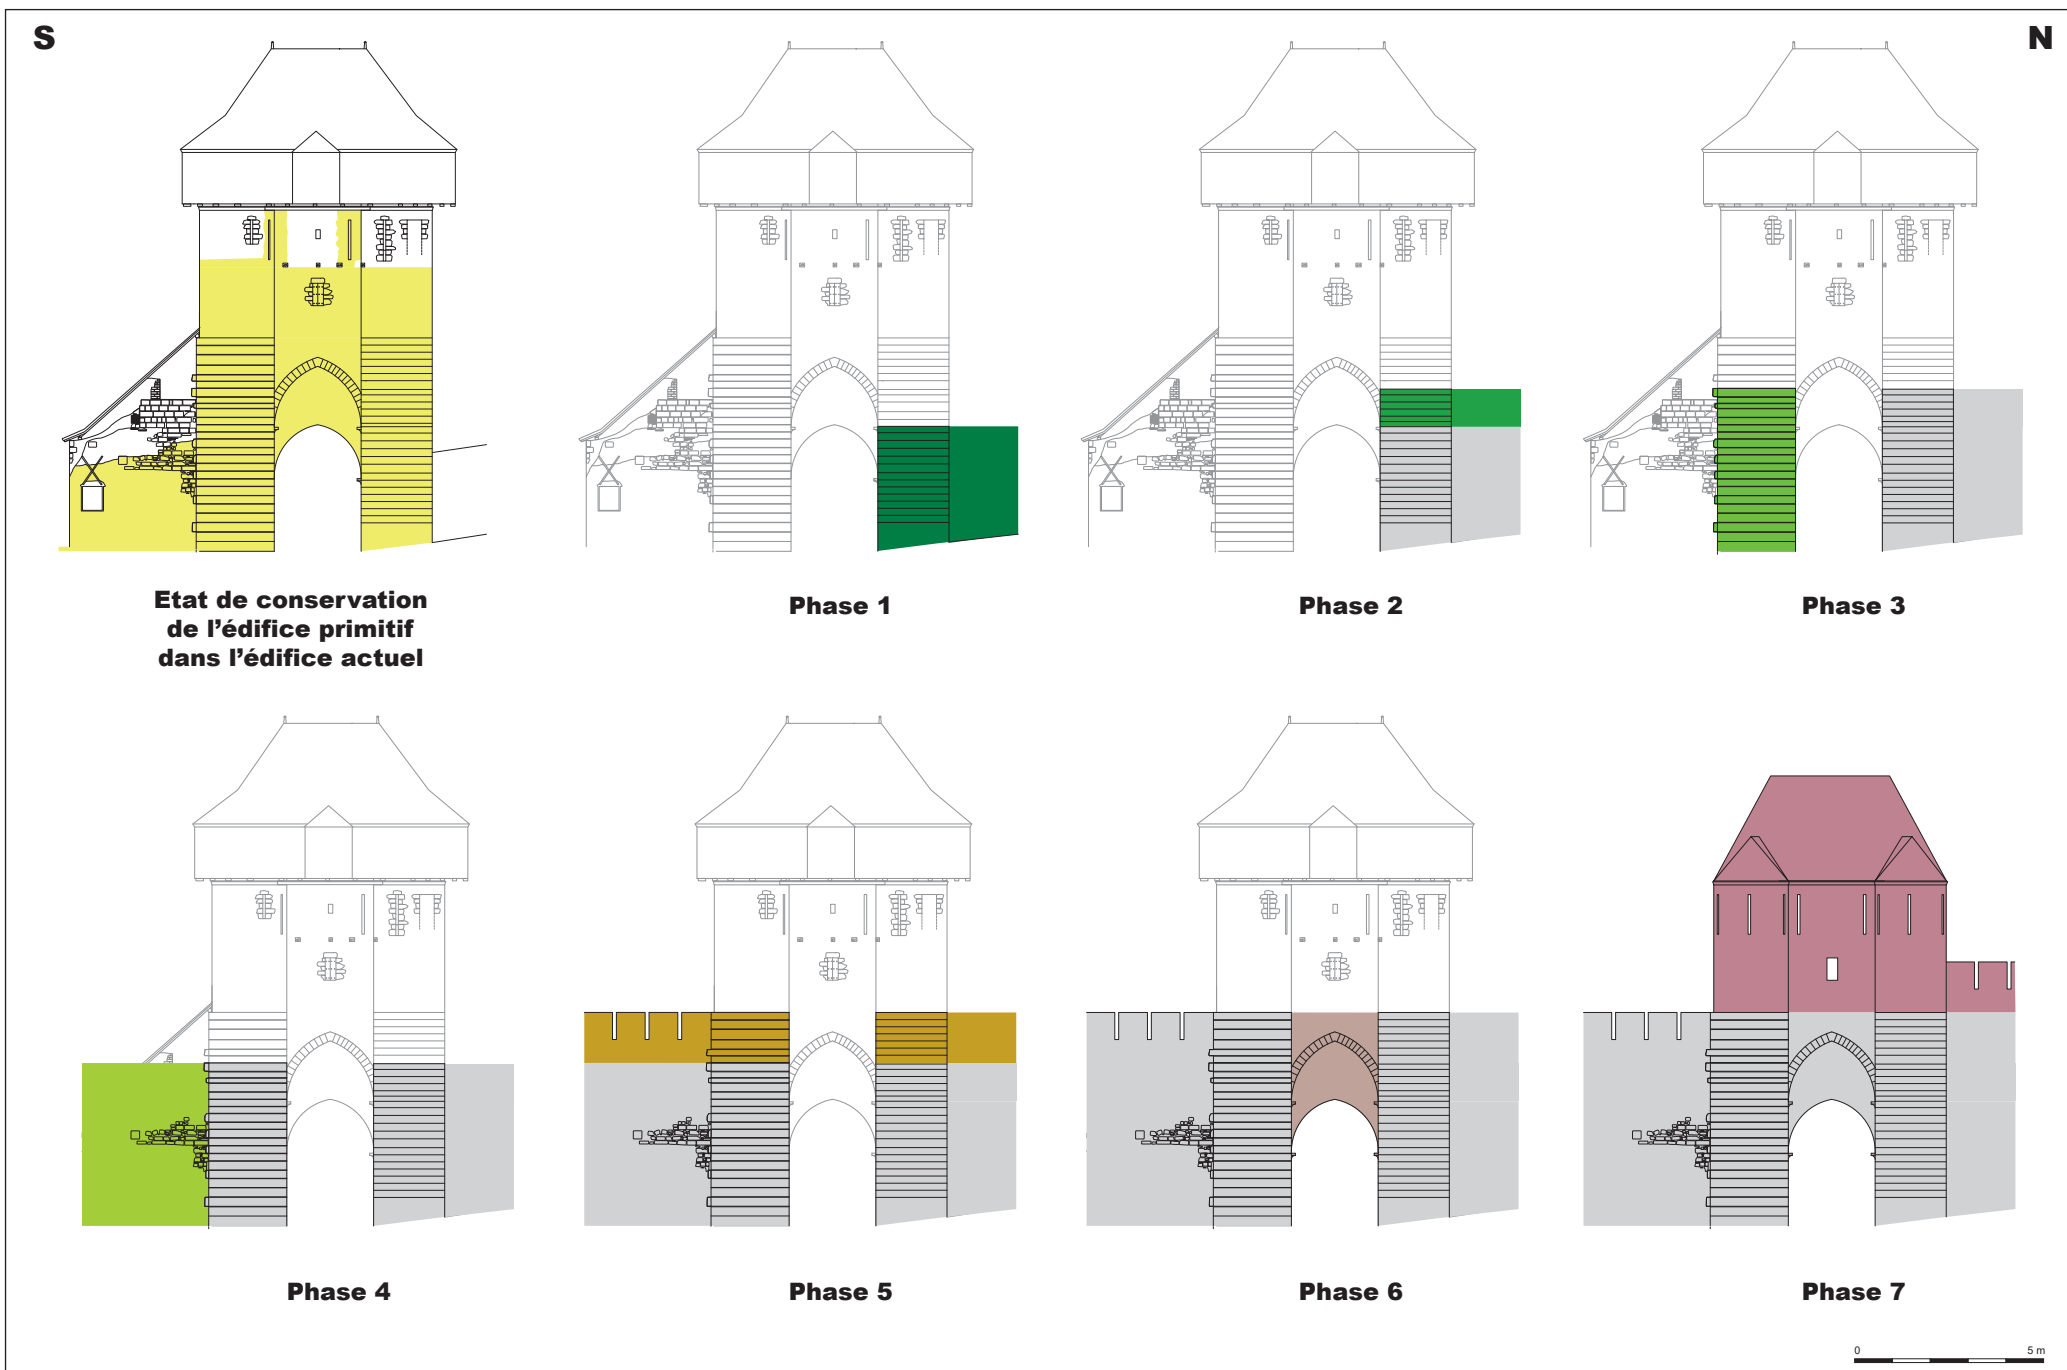 S
N
Etat de conservation
de l'édifice primitif
dans l'édifice actuel
Phase 1
Phase 2
Phase 3
Phase 4
Phase 5
Phase 6
Phase 7
0 5 m